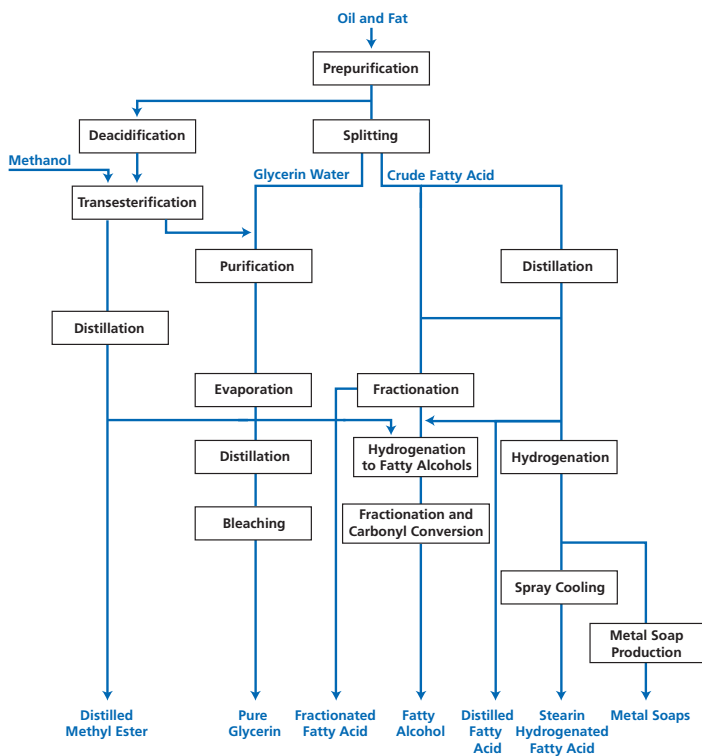 Oil and Fat
Prepurification
Deacidification
Splitting
Methanol
Glycerin Water
Crude Fatty Acid
Transesterification
Purification
Distillation
Distillation
Evaporation
Fractionation
Distillation
Hydrogenation
to Fatty Alcohols
Hydrogenation
Bleaching
Fractionation and
Carbonyl Conversion
Spray Cooling
Metal Soap
Production
Distilled
Methyl Ester
Pure
Glycerin
Fractionated
Fatty Acid
Fatty
Alcohol
Distilled
Fatty
Acid
Stearin
Hydrogenated
Fatty Acid
Metal Soaps